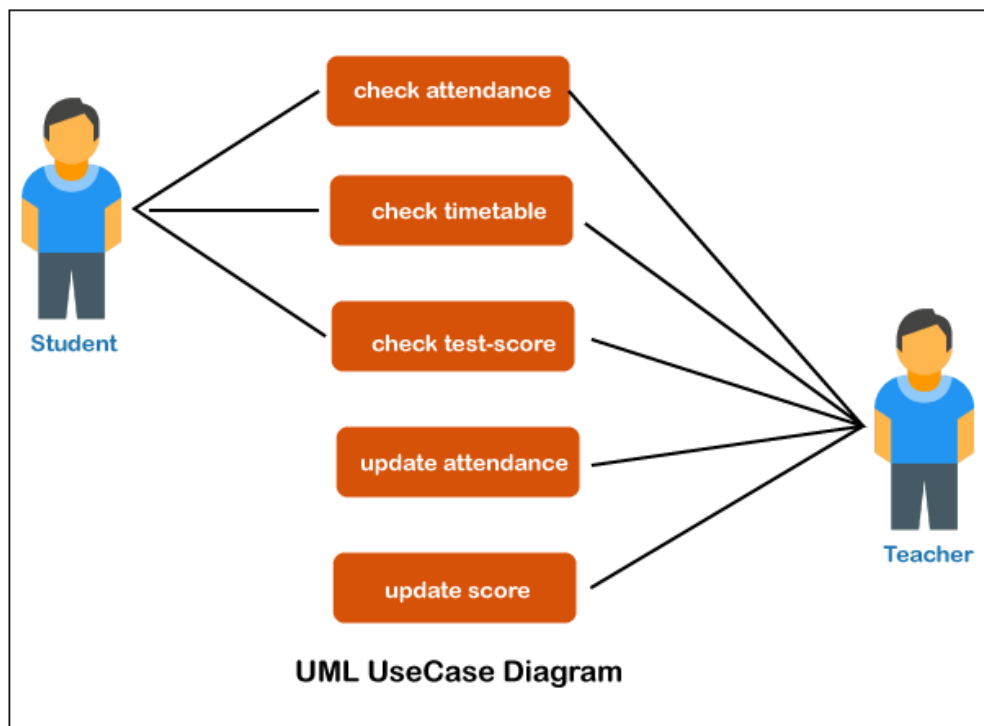 check attendance
check timetable
Student
check test-score
update attendance
Teacher
update score
UML UseCase Diagram